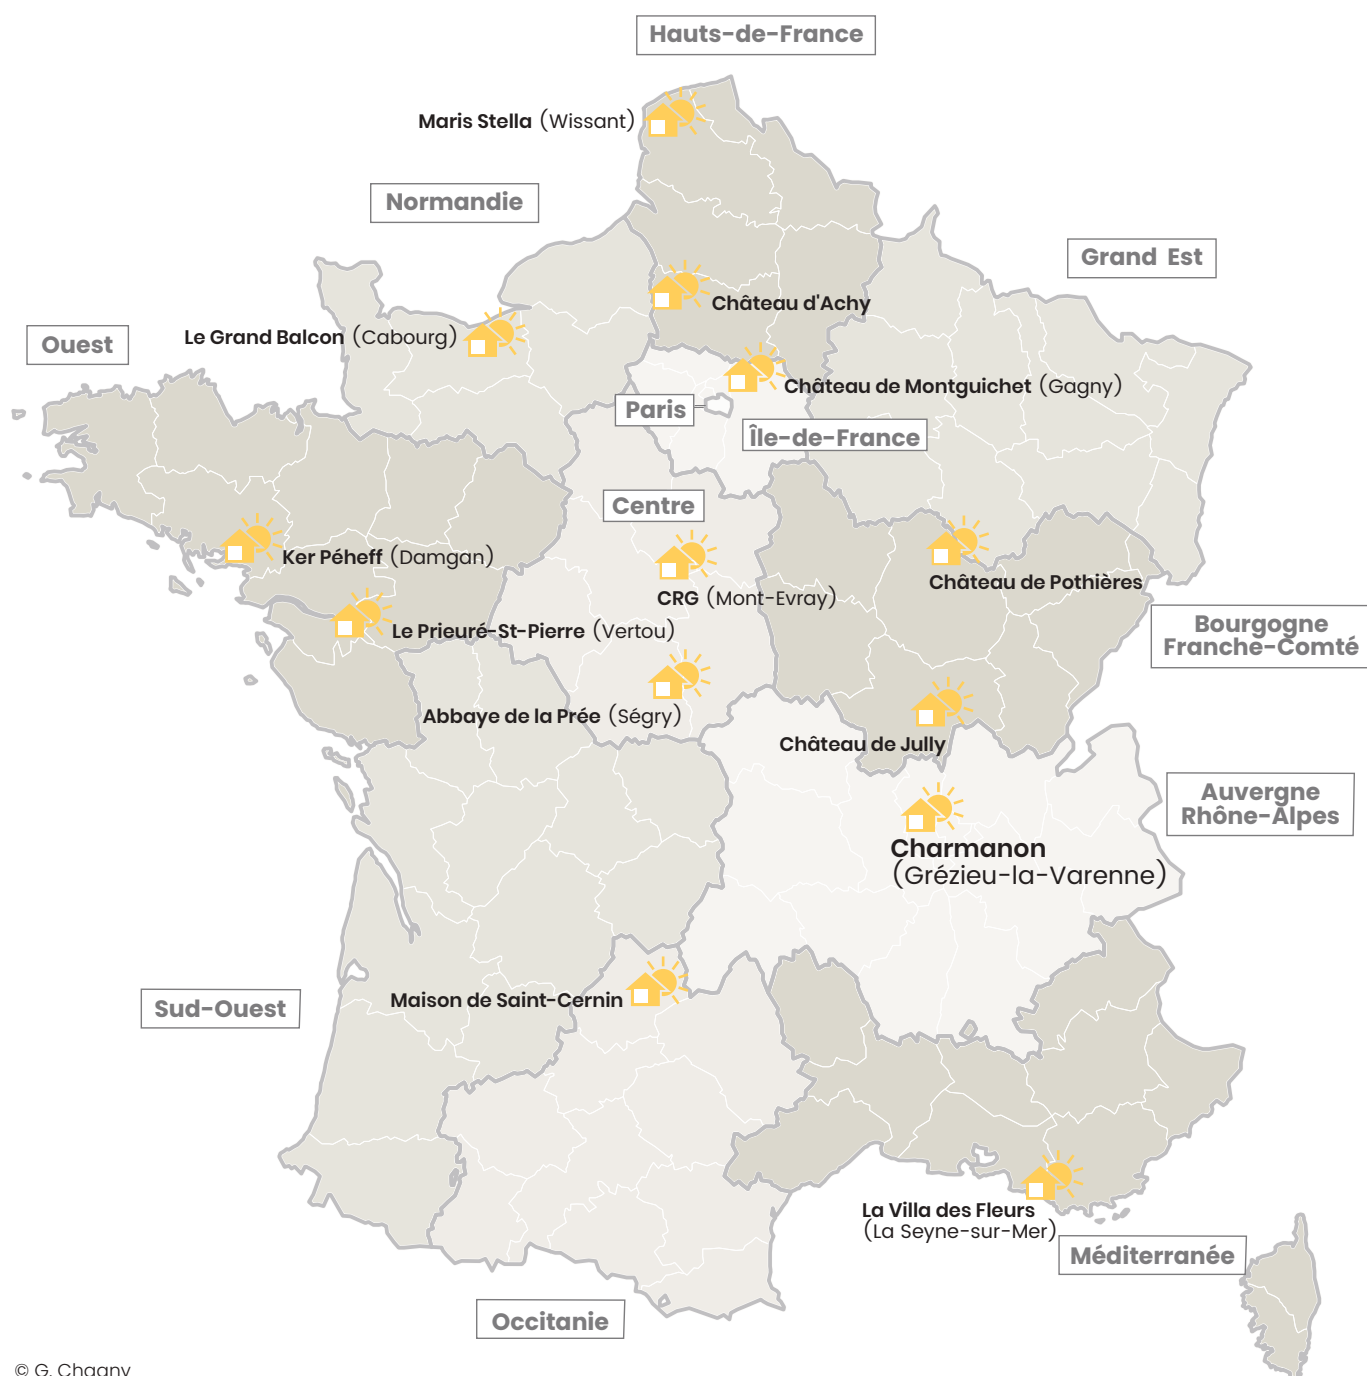 Hauts-de-France
Maris Stella (Wissant)
Normandie
Grand Est
Château d'Achy
Ouest
Le Grand Balcon (Cabourg)
Château de Montguichet (Gagny)
Paris
Île-de-France
Centre
Ker Péheff (Damgan)
Château de Pothières
CRG (Mont-Evray)
Le Prieuré-St-Pierre (Vertou)
Bourgogne
Franche-Comté
Abbaye de la Prée (Ségry)
Château de Jully
Auvergne
Rhône-Alpes
Charmanon
(Grézieu-la-Varenne)
Maison de Saint-Cernin
Sud-Ouest
La Villa des Fleurs
(La Seyne-sur-Mer)
Méditerranée
Occitanie
© G. Chagny